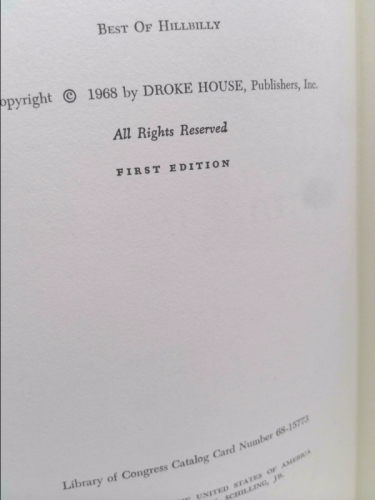 BEST OF HILLBILLY
opyright © 1968 by DROKE HOUSE, Publishers, Inc.
All Rights Reserved
FIRST EDITION
Library of Congress Catalog Card Number 68-15773
UNITED STATES OF AMERICA
SCHILLING, JR.